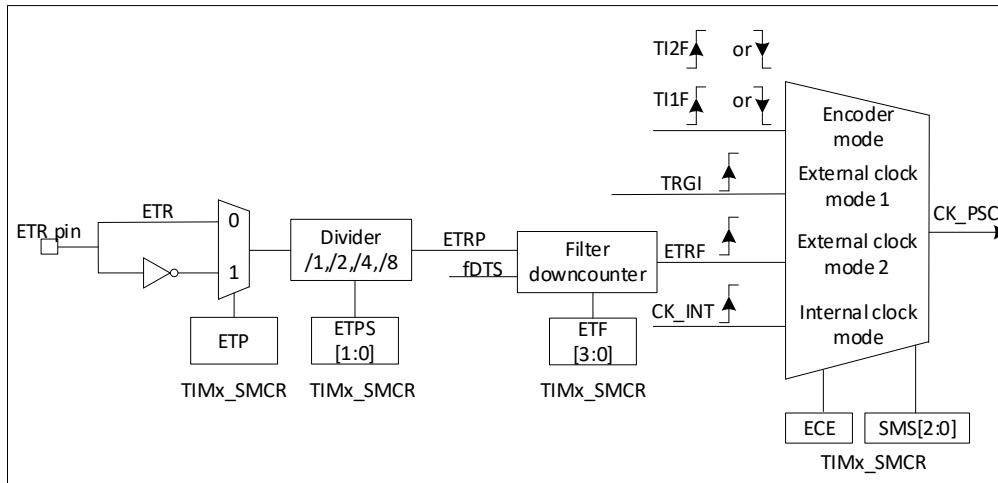 TI2F or
TI1F or
Encoder
mode
TRGI
External clock
mode 1
CK_PSC
ETR pin
ETR
0
1
Divider
/1,/2,/4,/8
ETRP
fDTS
Filter
downcounter
ETRF
External clock
mode 2
CK_INT
Internal clock
mode
ETP
ETPS
[1:0]
ETF
[3:0]
TIMx_SMCR
TIMx_SMCR
TIMx_SMCR
ECE
SMS[2:0]
TIMx_SMCR